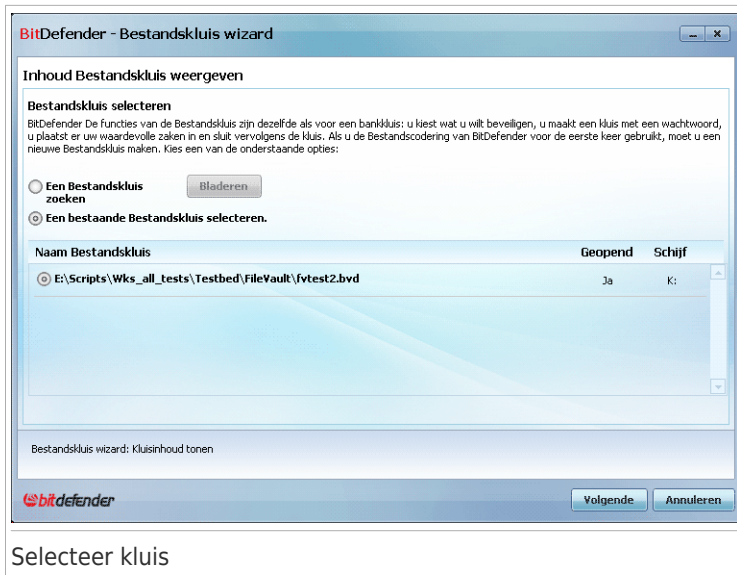 BitDefender - Bestandskluis wizard
Inhoud Bestandskluis weergeven
Bestandskluis selecteren
BitDefender De functies van de Bestandskluis zijn dezelfde als voor een bankkluis: u kiest wat u wilt beveiligen, u maakt een kluis met een wachtwoord,
u plaatst er uw waardevolle zaken in en sluit vervolgens de kluis. Als u de Bestandscodering van BitDefender voor de eerste keer gebruikt, moet u een
nieuwe Bestandskluis maken. Kies een van de onderstaande opties:
Een Bestandskluis
zoeken
Bladeren
Een bestaande Bestandskluis selecteren.
Naam Bestandskluis Geopend Schijf
E:\Scripts\Wks_all_tests\Testbed\FileVault\fvtest2.bvd Ja K:
Bestandskluis wizard: Kluisinhoud tonen
bitdefender
Volgende Annuleren
Selecteer kluis